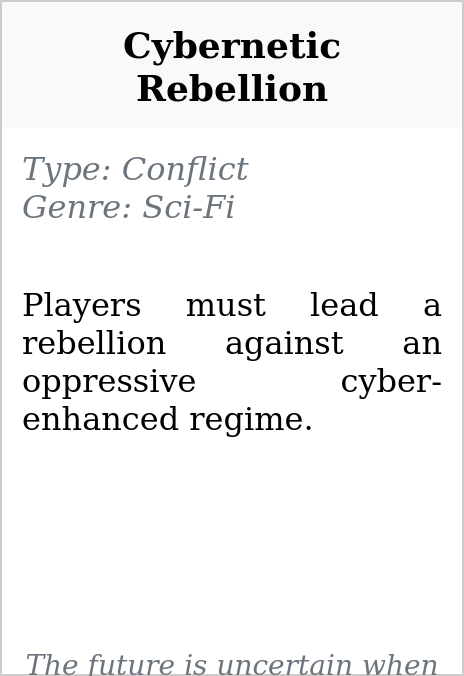 Cybernetic
Rebellion
Type: Conflict
Genre: Sci-Fi
Players must lead a
rebellion against an
oppressive cyber-
enhanced regime.
The future is uncertain when